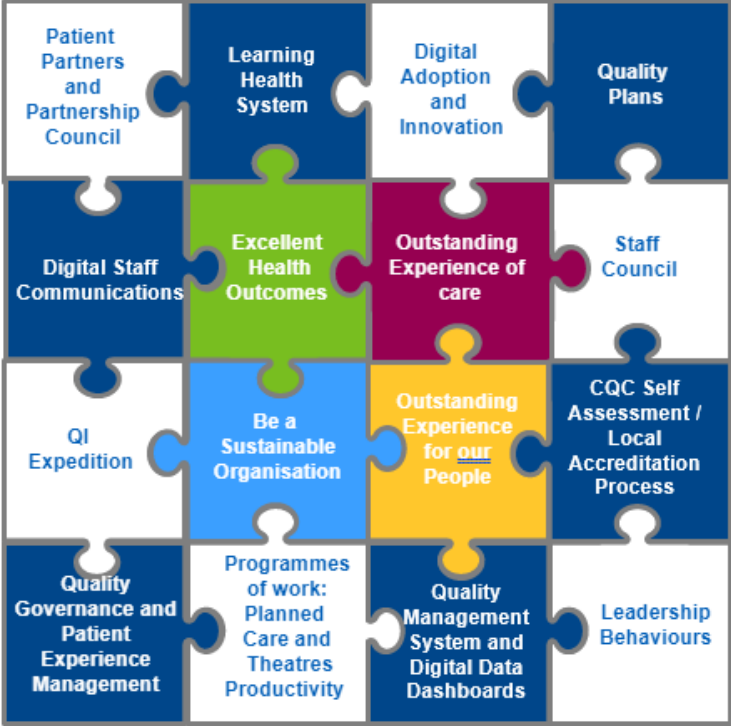 Patient
Partners
and
Partnership
Council
Learning
Health
System
Digital
Adoption
and
Innovation
Quality
Plans
Digital Staff
Communications
Excellent
Health
Outcomes
Outstanding
Experience of
care
Staff
Council
QI
Expedition
Be a
Sustainable
Organisation
Outstanding
Experience
for our
People
CQC Self
Assessment /
Local
Accreditation
Process
Quality
Governance and
Patient
Experience
Management
Programmes
of work:
Planned
Care and
Theatres
Productivity
Quality
Management
System and
Digital Data
Dashboards
Leadership
Behaviours